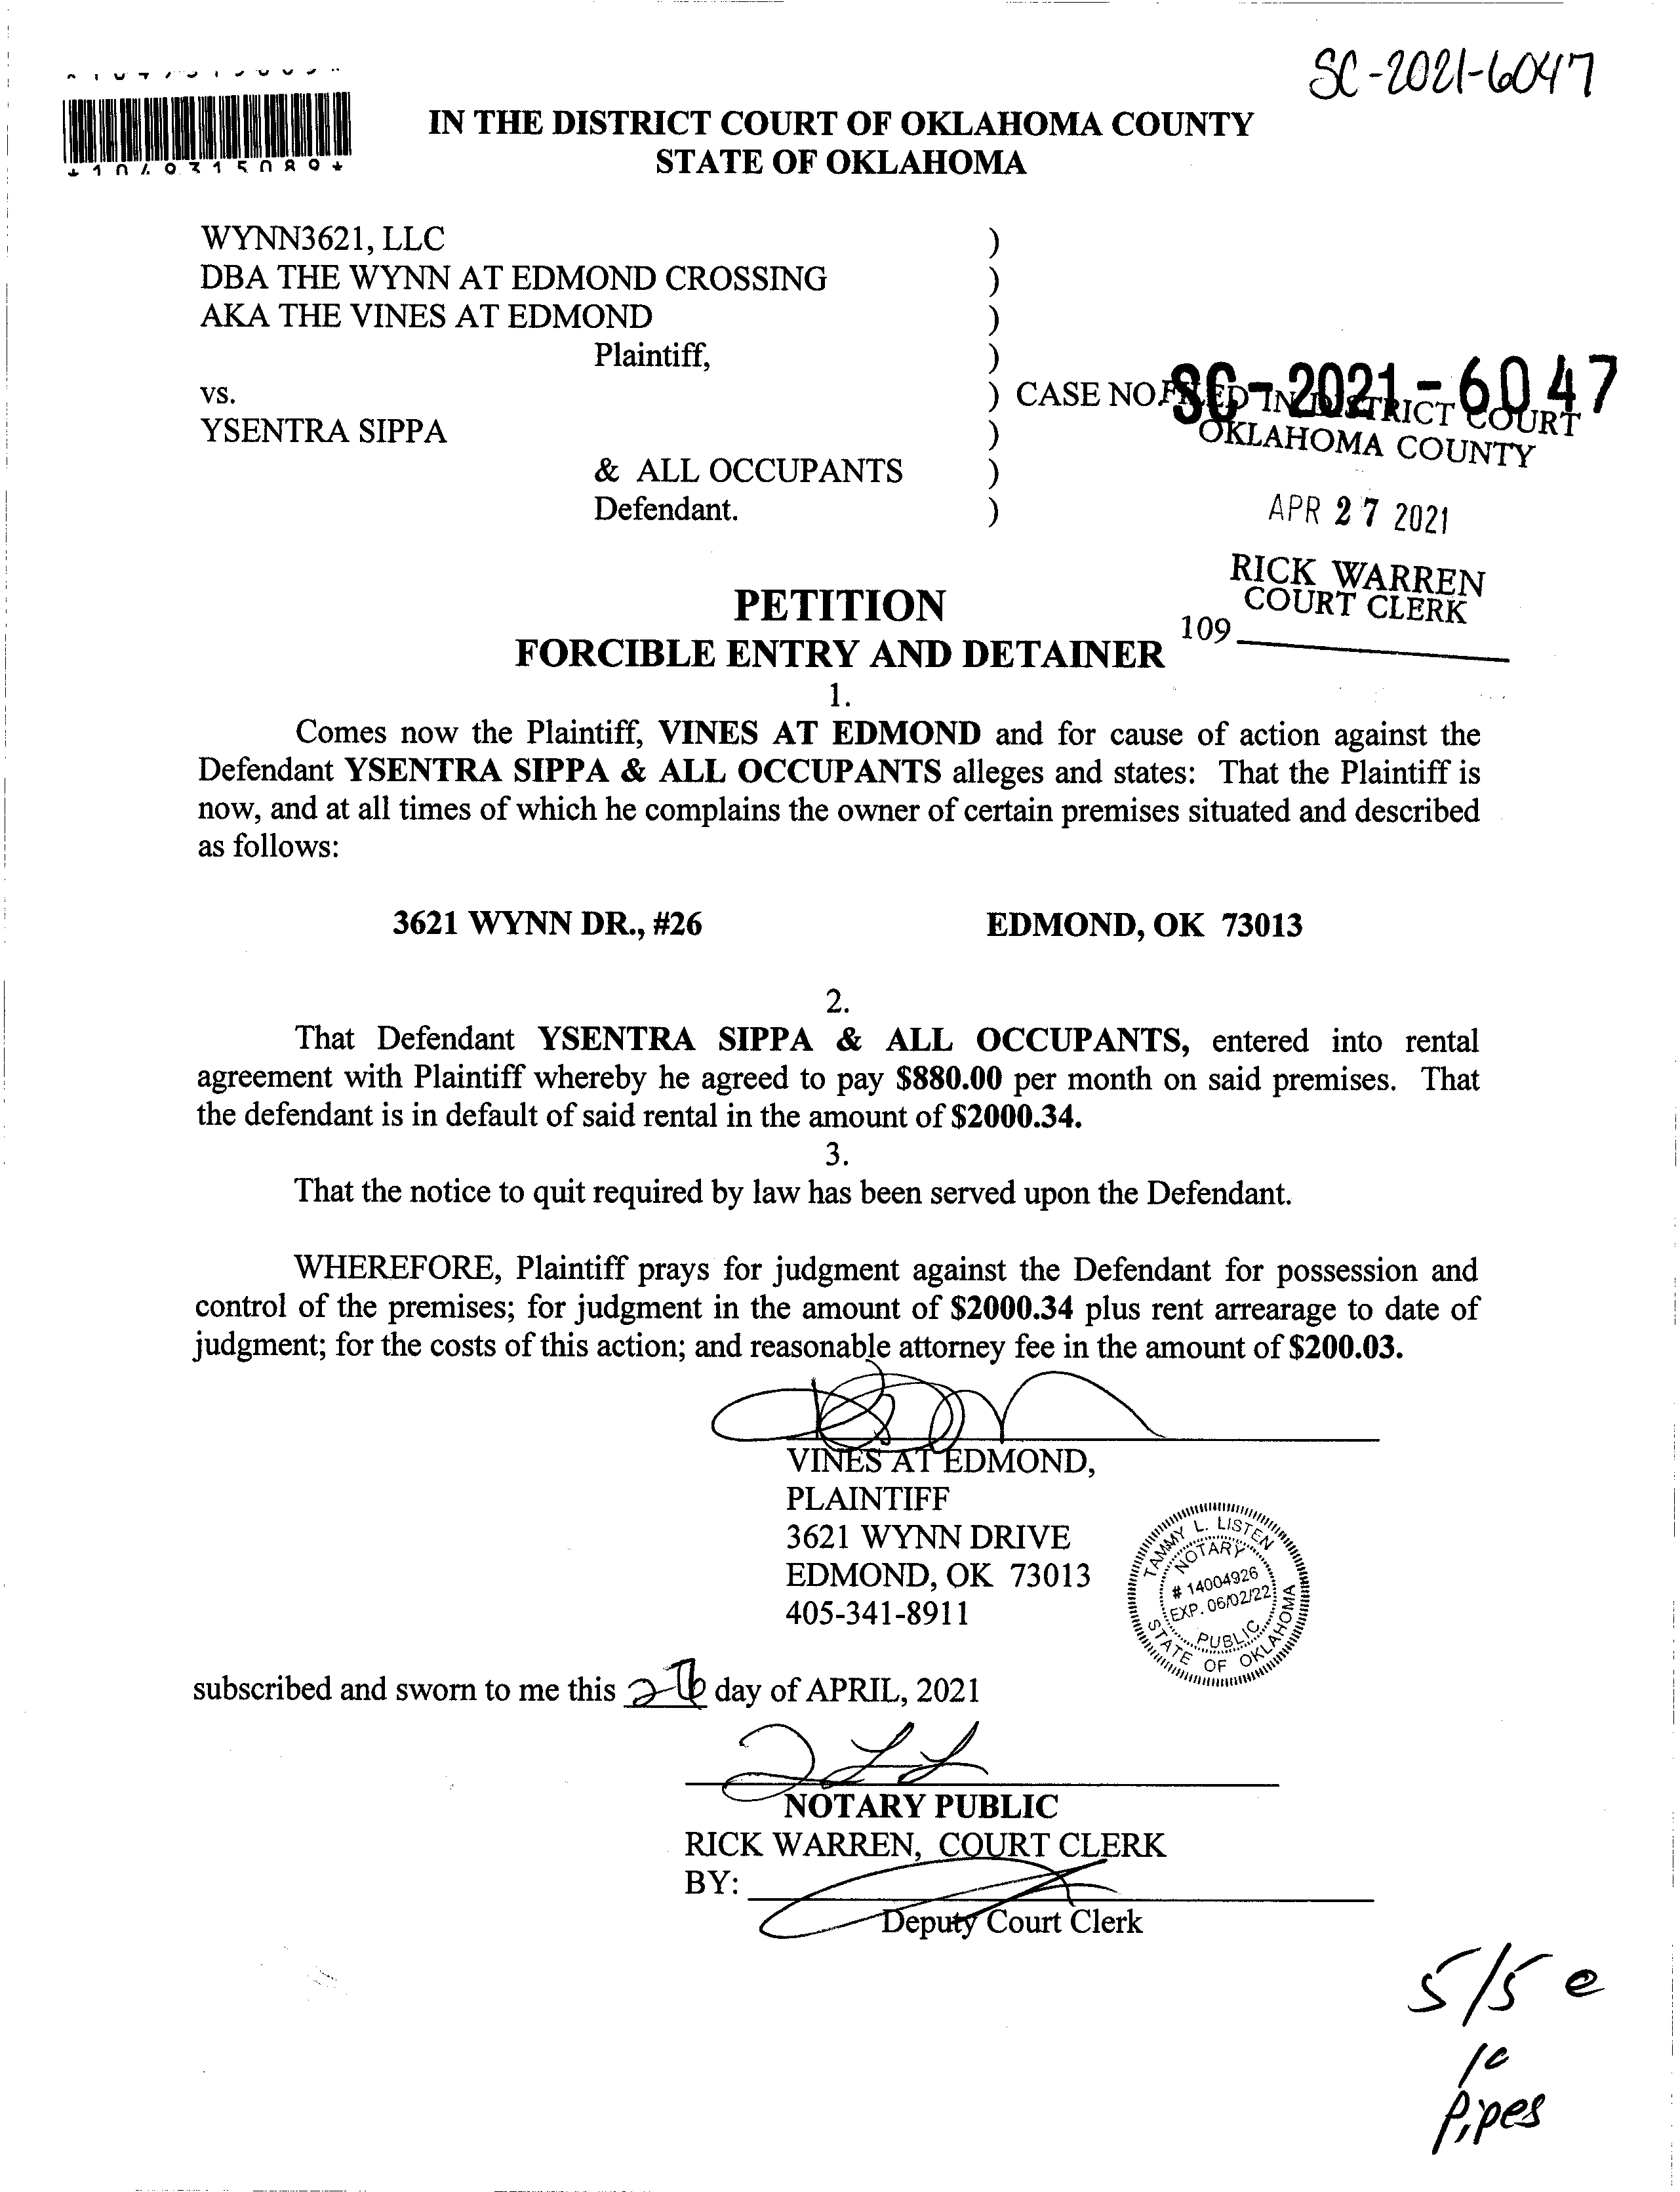 SC-2021-6047
IN THE DISTRICT COURT OF OKLAHOMA COUNTY
STATE OF OKLAHOMA
WYNN3621, LLC )
DBA THE WYNN AT EDMOND CROSSING )
AKA THE VINES AT EDMOND )
Plaintiff, )
vs. ) CASE NO. SC-2021-6047
FILED IN DISTRICT COURT
YSENTRA SIPPA )
OKLAHOMA COUNTY
& ALL OCCUPANTS )
Defendant. )
APR 27 2021
RICK WARREN
COURT CLERK
109
PETITION
FORCIBLE ENTRY AND DETAINER
1.
Comes now the Plaintiff, VINES AT EDMOND and for cause of action against the
Defendant YSENTRA SIPPA & ALL OCCUPANTS alleges and states: That the Plaintiff is
now, and at all times of which he complains the owner of certain premises situated and described
as follows:
3621 WYNN DR., #26 EDMOND, OK 73013
2.
That Defendant YSENTRA SIPPA & ALL OCCUPANTS, entered into rental
agreement with Plaintiff whereby he agreed to pay $880.00 per month on said premises. That
the defendant is in default of said rental in the amount of $2000.34.
3.
That the notice to quit required by law has been served upon the Defendant.
WHEREFORE, Plaintiff prays for judgment against the Defendant for possession and
control of the premises; for judgment in the amount of $2000.34 plus rent arrearage to date of
judgment; for the costs of this action; and reasonable attorney fee in the amount of $200.03.
VINES AT EDMOND,
PLAINTIFF
3621 WYNN DRIVE
EDMOND, OK 73013
405-341-8911
TAMMY L. LISTEN
NOTARY
# 14004926
EXP. 06/02/22
PUBLIC
STATE OF OKLAHOMA
subscribed and sworn to me this day of APRIL, 2021
NOTARY PUBLIC
RICK WARREN, COURT CLERK
BY:
Deputy Court Clerk
5/5 e
Pipes